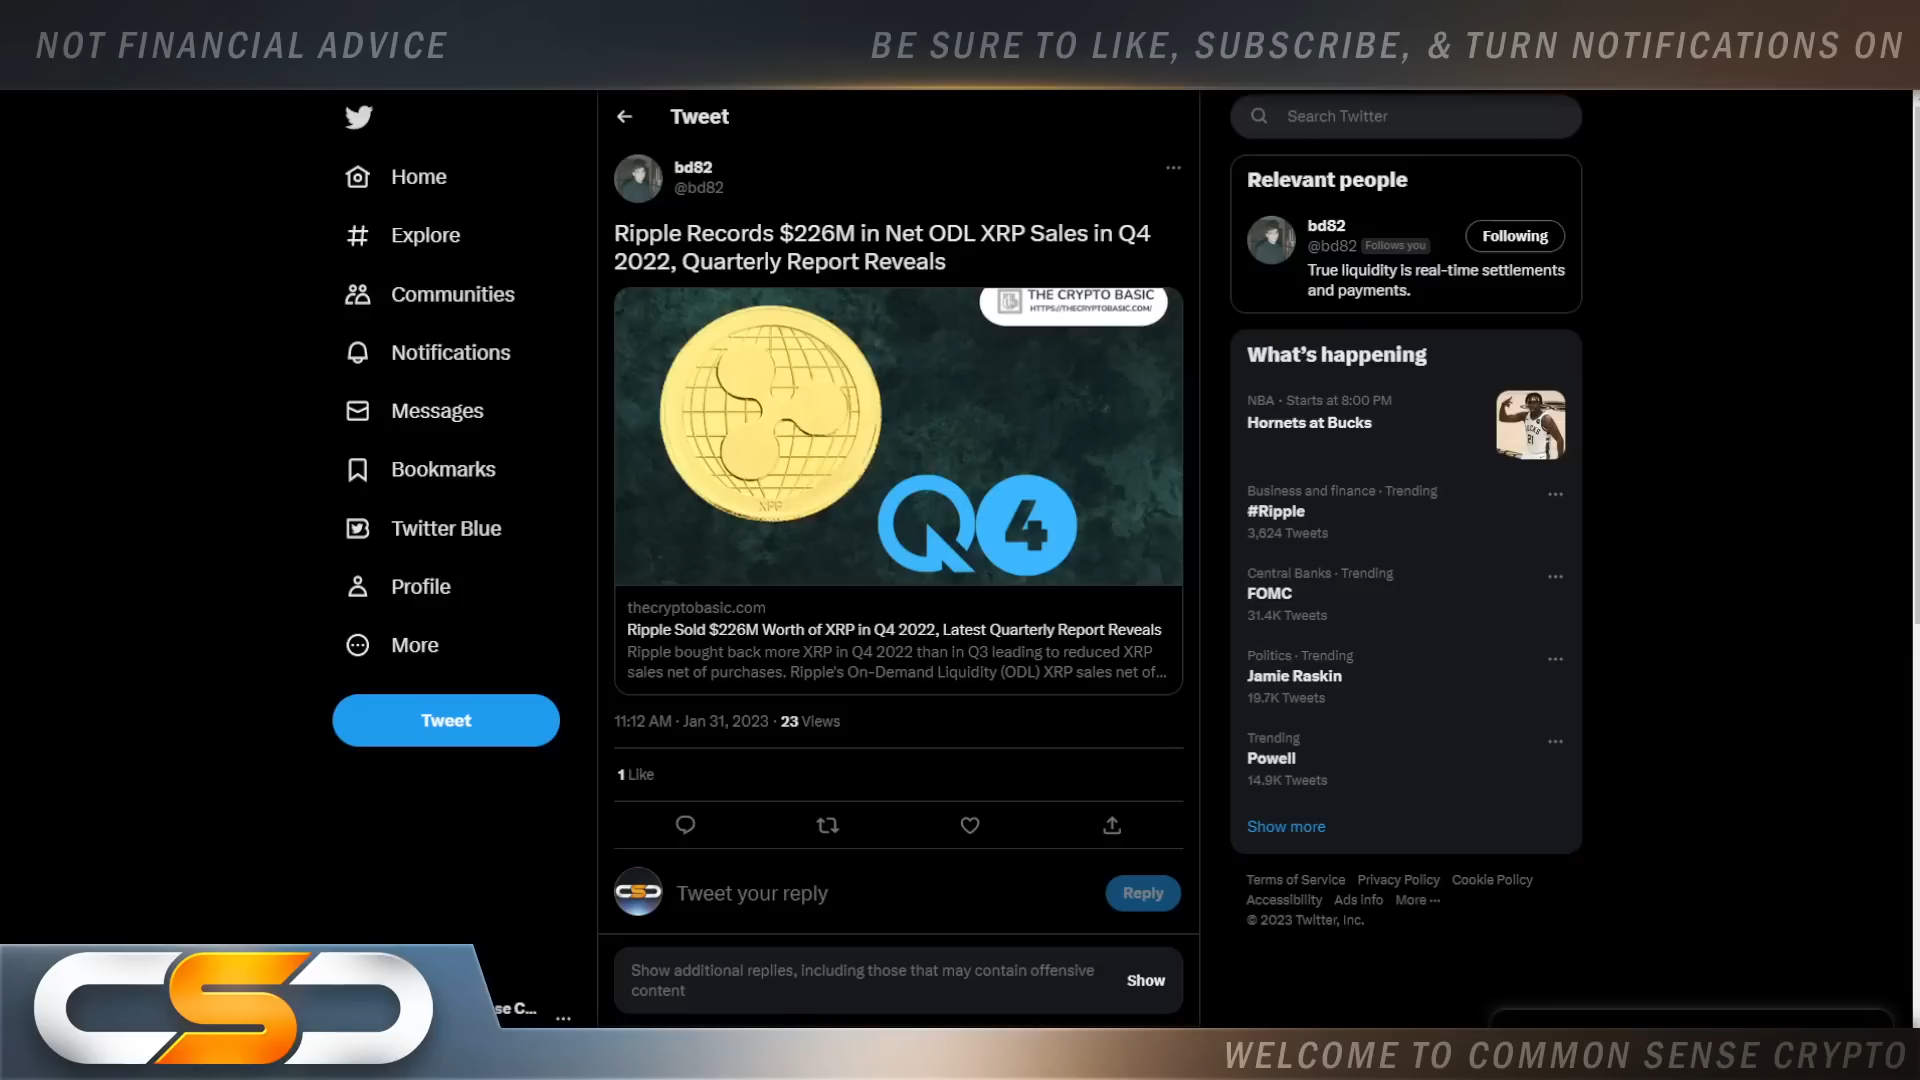 NOT FINANCIAL ADVICE
BE SURE TO LIKE, SUBSCRIBE, & TURN NOTIFICATIONS ON
Home
Explore
Communities
Notifications
Messages
Bookmarks
Twitter Blue
Profile
More
Tweet
se C...
Tweet
bd82
@bd82
Ripple Records $226M in Net ODL XRP Sales in Q4
2022, Quarterly Report Reveals
THE CRYPTO BASIC
HTTPS://THECRYPTOBASIC.COM/
XRP
Q4
thecryptobasic.com
Ripple Sold $226M Worth of XRP in Q4 2022, Latest Quarterly Report Reveals
Ripple bought back more XRP in Q4 2022 than in Q3 leading to reduced XRP
sales net of purchases. Ripple's On-Demand Liquidity (ODL) XRP sales net of...
11:12 AM · Jan 31, 2023 · 23 Views
1 Like
CSC
Tweet your reply
Reply
Show additional replies, including those that may contain offensive
content
Show
Search Twitter
Relevant people
bd82
@bd82 Follows you
Following
True liquidity is real-time settlements
and payments.
What's happening
NBA · Starts at 8:00 PM
Hornets at Bucks
BUCKS
21
Business and finance · Trending
#Ripple
3,624 Tweets
Central Banks · Trending
FOMC
31.4K Tweets
Politics · Trending
Jamie Raskin
19.7K Tweets
Trending
Powell
14.9K Tweets
Show more
Terms of Service Privacy Policy Cookie Policy
Accessibility Ads info More ...
© 2023 Twitter, Inc.
CSC
WELCOME TO COMMON SENSE CRYPTO